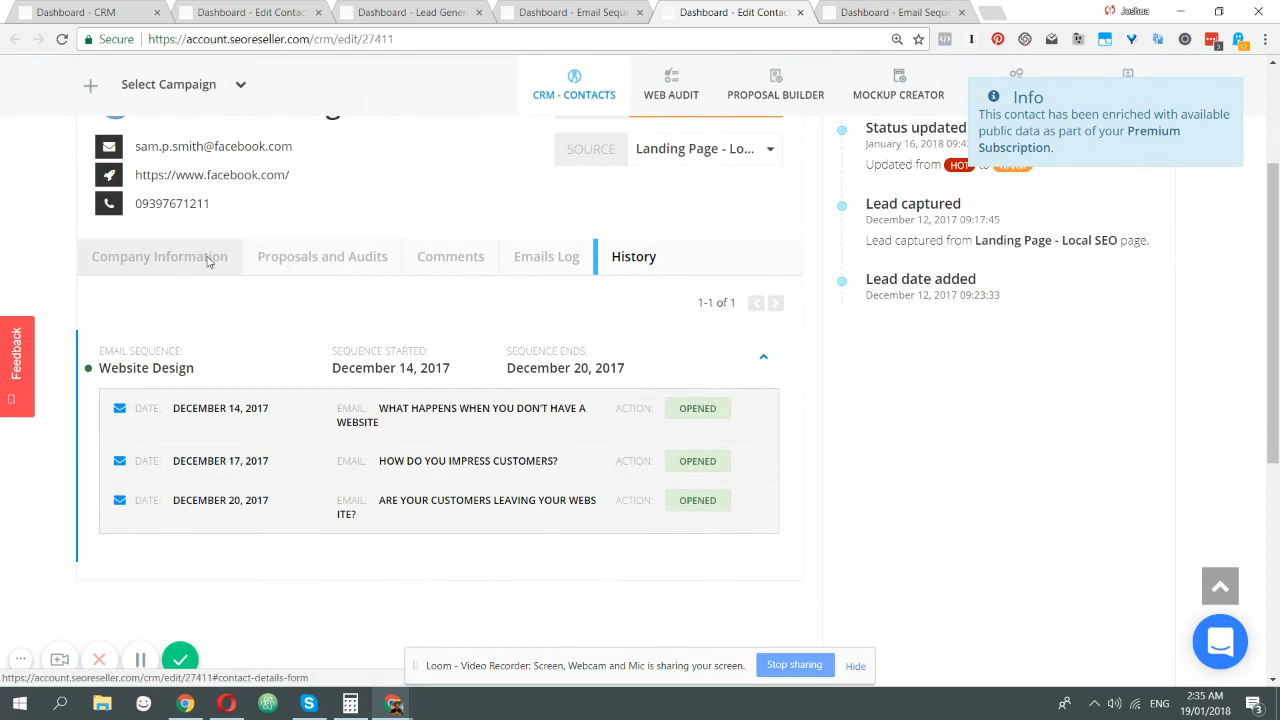 Dashboard - CRM
Dashboard - Edit Contac
Dashboard - Lead Gener
Dashboard - Email Seque
Dashboard - Edit Contac
Dashboard - Email Seque
Joshua
Secure
https://account.seoreseller.com/crm/edit/27411
Select Campaign
CRM - CONTACTS
WEB AUDIT
PROPOSAL BUILDER
MOCKUP CREATOR
Info
This contact has been enriched with available
public data as part of your Premium
Subscription.
sam.p.smith@facebook.com
https://www.facebook.com/
09397671211
SOURCE
Landing Page - Lo...
Status updated
January 16, 2018 09:4
Updated from HOT to
Lead captured
December 12, 2017 09:17:45
Lead captured from Landing Page - Local SEO page.
Lead date added
December 12, 2017 09:23:33
Company Information
Proposals and Audits
Comments
Emails Log
History
1-1 of 1
EMAIL SEQUENCE:
Website Design
SEQUENCE STARTED:
December 14, 2017
SEQUENCE ENDS:
December 20, 2017
DATE: DECEMBER 14, 2017
EMAIL: WHAT HAPPENS WHEN YOU DON'T HAVE A
WEBSITE
ACTION: OPENED
DATE: DECEMBER 17, 2017
EMAIL: HOW DO YOU IMPRESS CUSTOMERS?
ACTION: OPENED
DATE: DECEMBER 20, 2017
EMAIL: ARE YOUR CUSTOMERS LEAVING YOUR WEBS
ITE?
ACTION: OPENED
Feedback
Loom - Video Recorder: Screen, Webcam and Mic is sharing your screen.
Stop sharing
Hide
https://account.seoreseller.com/crm/edit/27411#contact-details-form
ENG
2:35 AM
19/01/2018
3